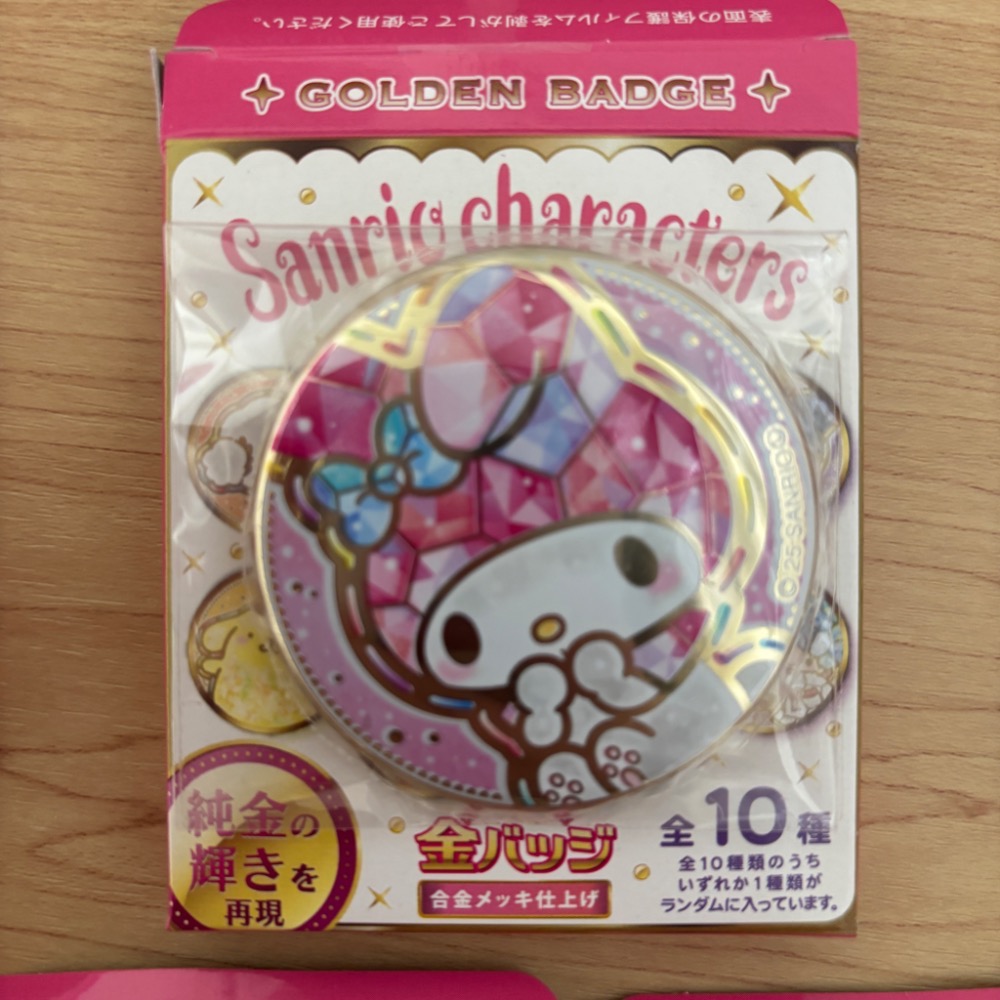 表面の保護フィルムを剥がしてご使用ください。
GOLDEN BADGE
Sanrio characters
©'25 SANRIO
純金の
輝きを
再現
金バッジ
合金メッキ仕上げ
全10種
全10種類のうち
いずれか1種類が
ランダムに入っています。